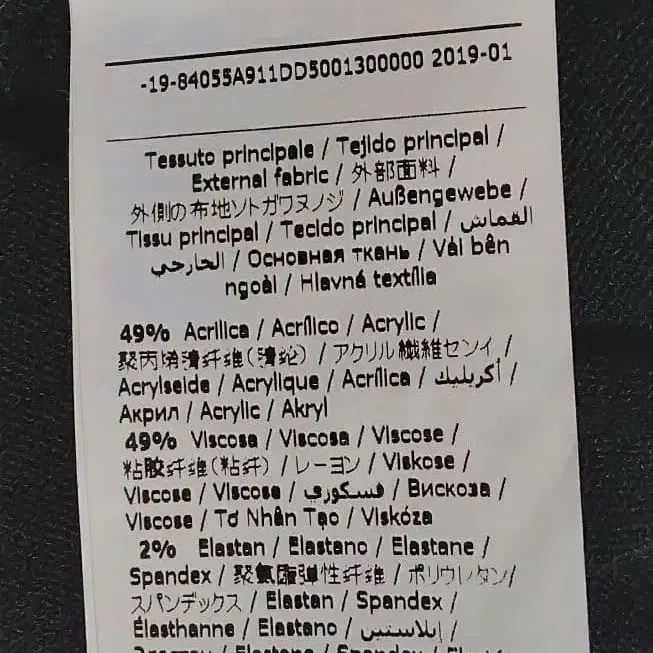 -19-84055A911DD5001300000 2019-01
Tessuto principale / Tejido principal /
External fabric / 外部面料 /
外側の布地ソトガワヌノジ / Außengewebe /
Tissu principal / Tecido principal / القماش
الخارجي / Основная ткань / Vải bên
ngoài / Hlavná textília
49% Acrilica / Acrílico / Acrylic /
聚丙烯腈纤维(腈纶) / アクリル繊維センイ /
Acrylseide / Acrylique / Acrílica / أكريليك /
Акрил / Acrylic / Akryl
49% Viscosa / Viscosa / Viscose /
粘胶纤维(粘纤) / レーヨン / Viskose /
Viscose / Viscose / فسكوري / Вискоза /
Viscose / Tơ Nhân Tạo / Viskóza
2% Elastan / Elastano / Elastane /
Spandex / 聚氨酯弹性纤维 / ポリウレタン/
スパンデックス / Elastan / Spandex /
Élasthanne / Elastano / إيلاستين /